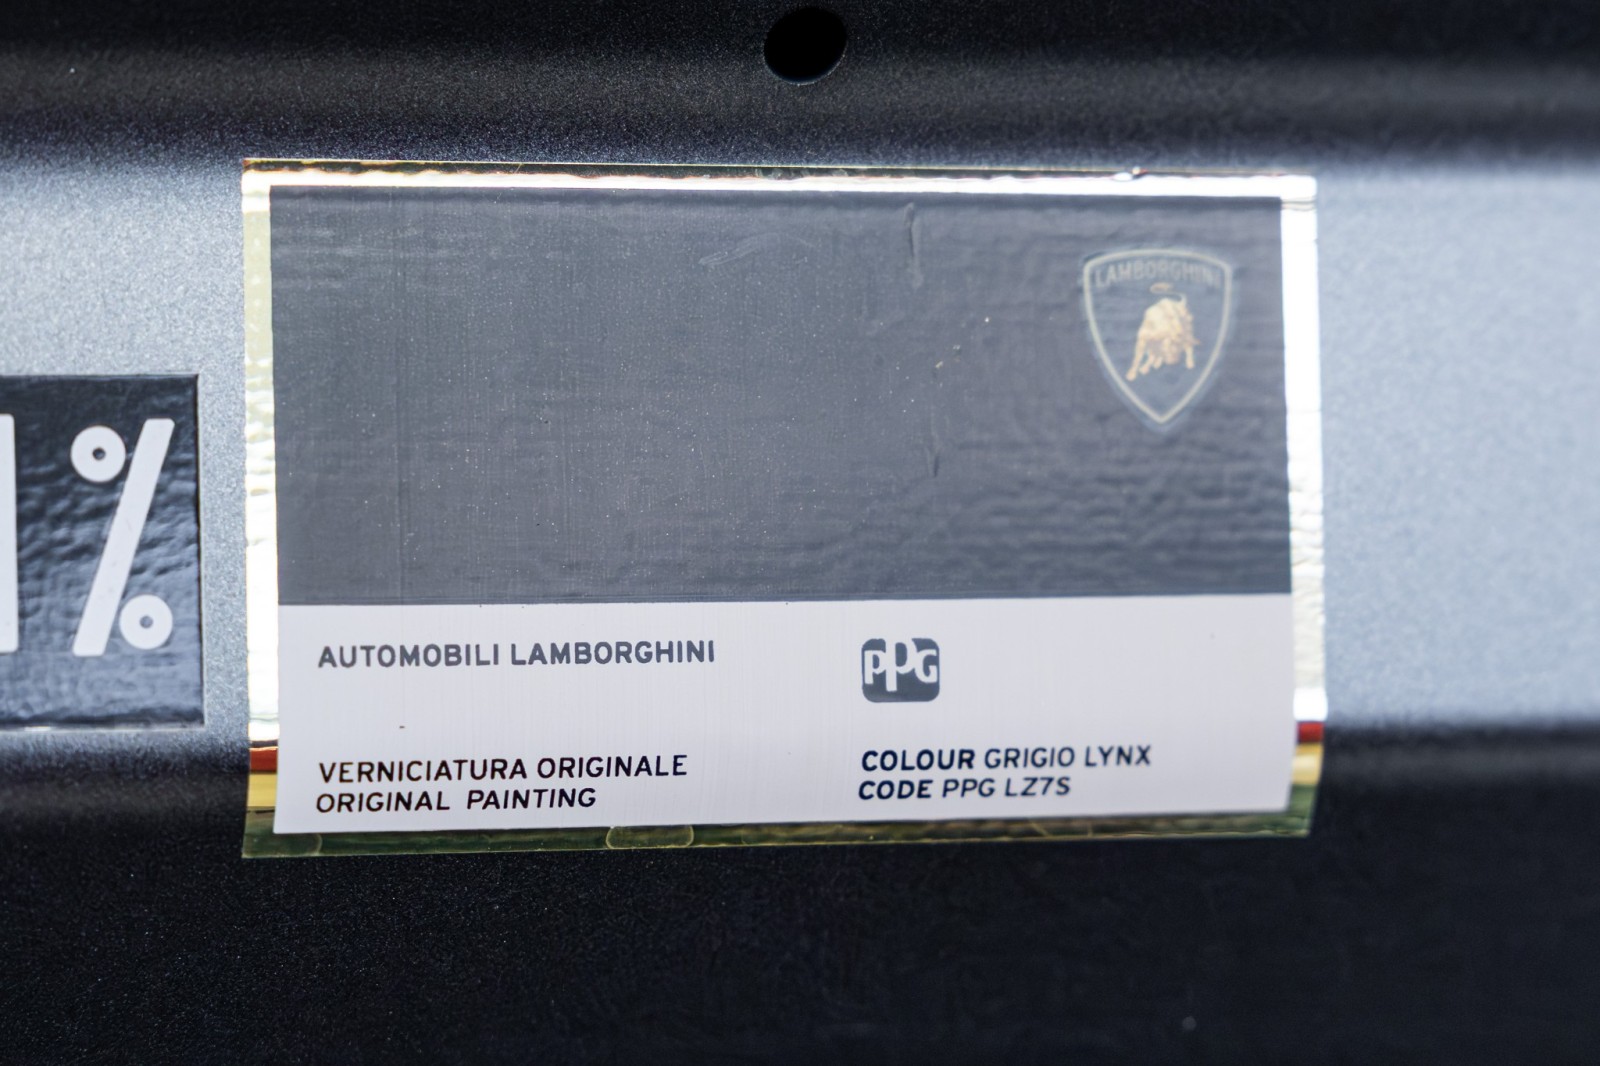 LAMBORGHINI
%
AUTOMOBILI LAMBORGHINI
PPG
VERNICIATURA ORIGINALE
ORIGINAL PAINTING
COLOUR GRIGIO LYNX
CODE PPG LZ7S